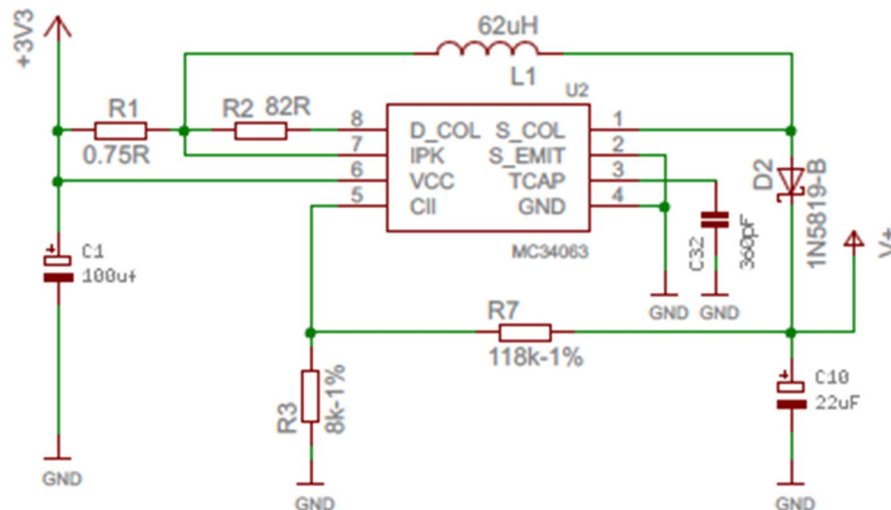 +3V3
62uH
L1
U2
R1
0.75R
R2 82R
8 D_COL S_COL 1
7 IPK S_EMIT 2
6 VCC TCAP 3
5 CII GND 4
MC34063
D2
1N5819-B
V+
C1
100uf
C32
360pF
GND GND
R7
118k-1%
R3
8k-1%
C10
22uF
GND
GND
GND